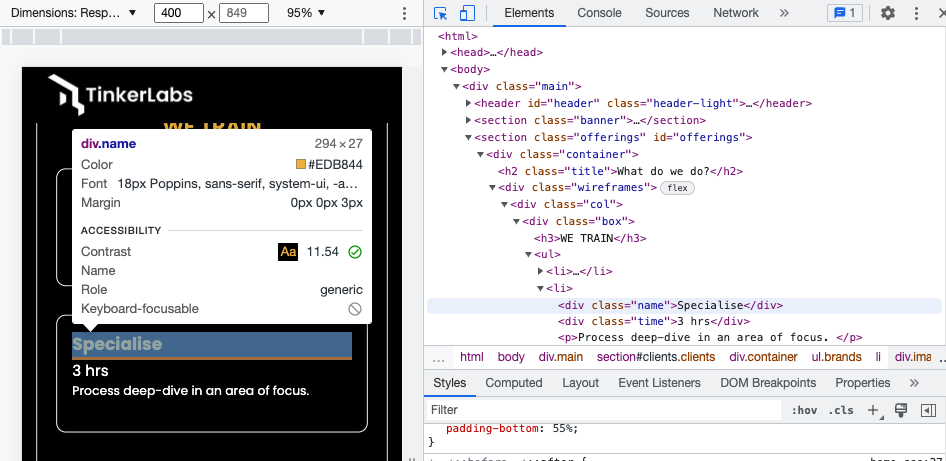 Dimensions: Resp… ▼ 400 × 849 95% ▼
Elements Console Sources Network » 1
TinkerLabs
WE TRAIN
div.name 294 × 27
Color #EDB844
Font 18px Poppins, sans-serif, system-ui, -a…
Margin 0px 0px 3px
ACCESSIBILITY
Contrast Aa 11.54
Name
Role generic
Keyboard-focusable
Specialise
3 hrs
Process deep-dive in an area of focus.
<html>
▶<head>…</head>
▼<body>
▼<div class="main">
▶<header id="header" class="header-light">…</header>
▶<section class="banner">…</section>
▼<section class="offerings" id="offerings">
▼<div class="container">
<h2 class="title">What do we do?</h2>
▼<div class="wireframes"> flex
▼<div class="col">
▼<div class="box">
<h3>WE TRAIN</h3>
▼<ul>
▶<li>…</li>
▼<li>
<div class="name">Specialise</div>
<div class="time">3 hrs</div>
<p>Process deep-dive in an area of focus. </p>
… html body div.main section#clients.clients div.container ul.brands li div.ima ..
Styles Computed Layout Event Listeners DOM Breakpoints Properties »
Filter :hov .cls +
padding-bottom: 55%;
}